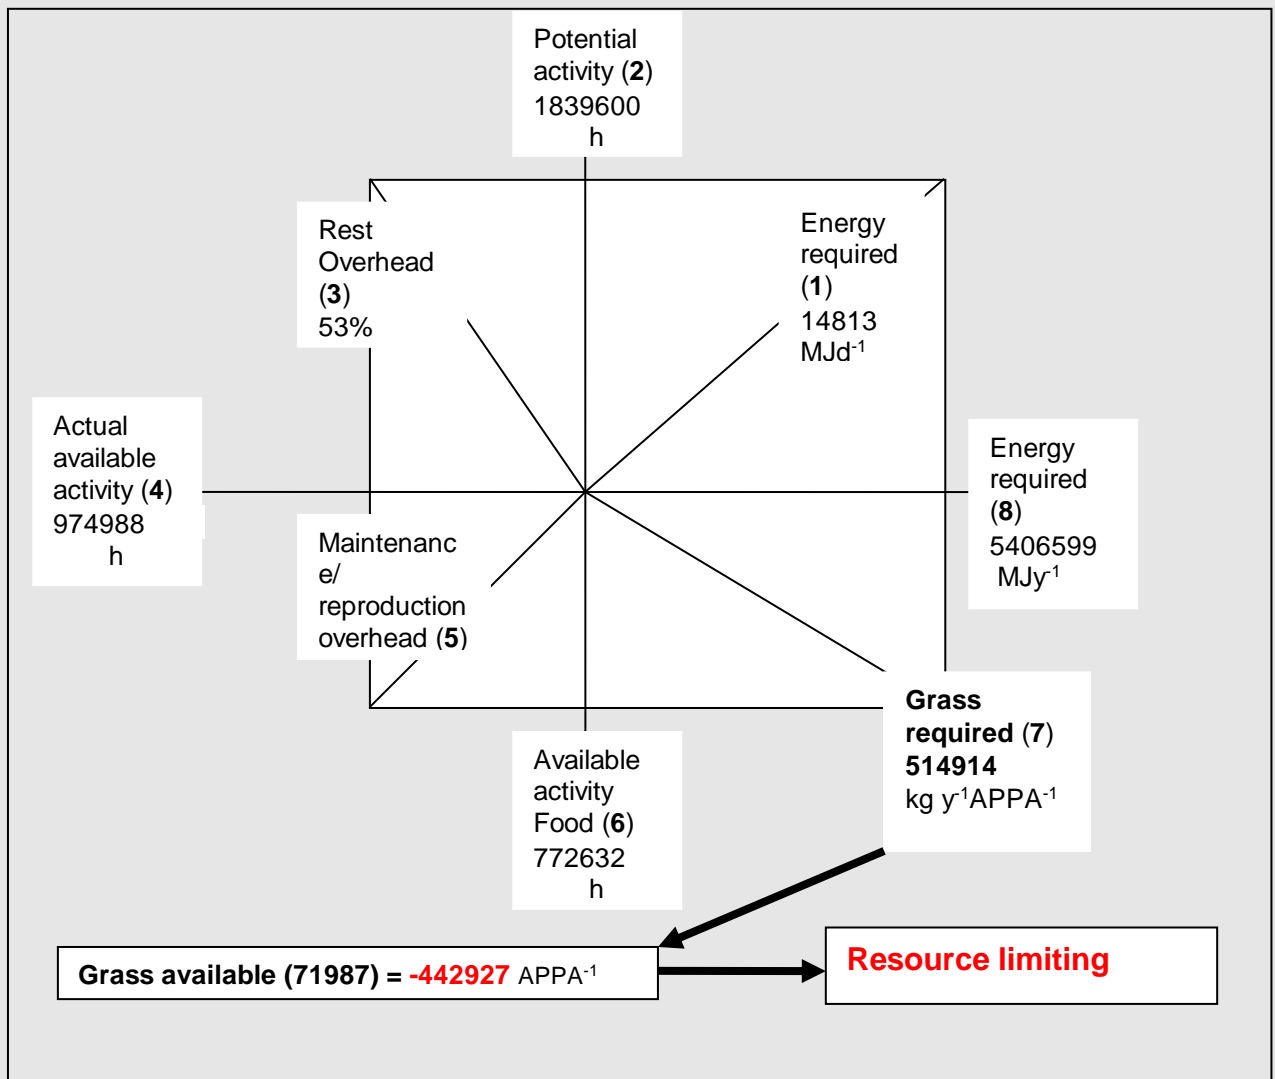 Potential
activity (2)
1839600
h
Rest
Overhead
(3)
53%
Energy
required
(1)
14813
MJd⁻¹
Actual
available
activity (4)
974988
h
Energy
required
(8)
5406599
MJy⁻¹
Maintenanc
e/
reproduction
overhead (5)
Grass
required (7)
514914
kg y⁻¹APPA⁻¹
Available
activity
Food (6)
772632
h
Grass available (71987) = -442927 APPA⁻¹
Resource limiting